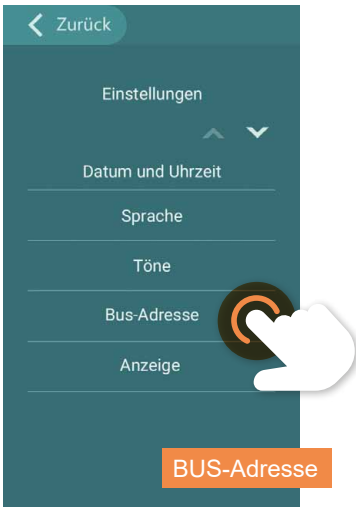 Zurück
Einstellungen
Datum und Uhrzeit
Sprache
Töne
Bus-Adresse
Anzeige
BUS-Adresse